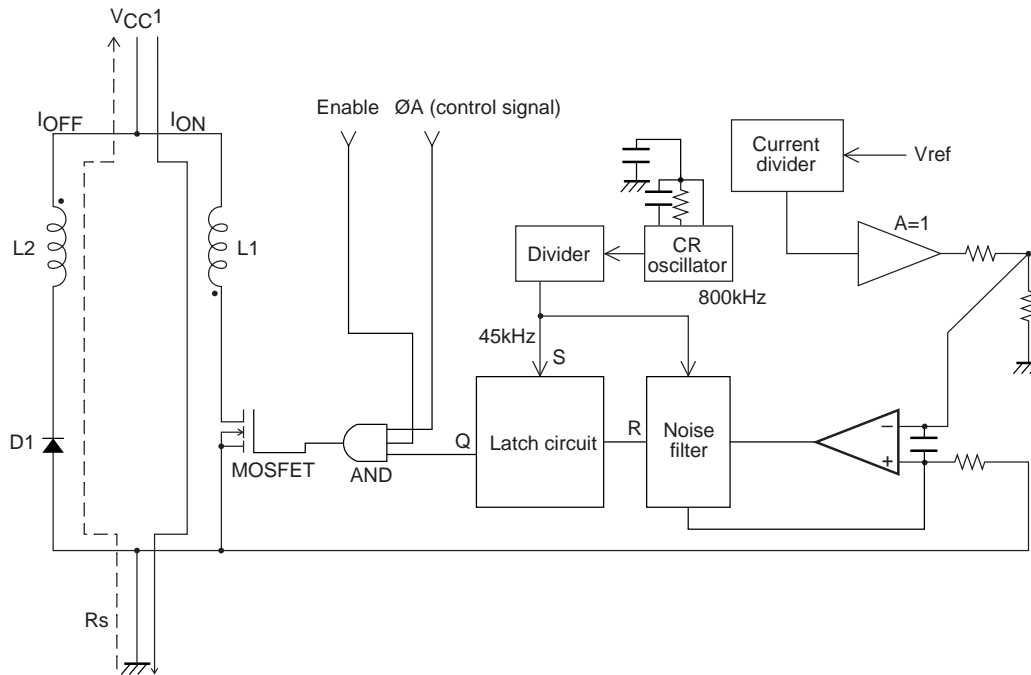 VCC1
IOFF
ION
Enable
ØA (control signal)
Current
divider
Vref
A=1
L2
L1
Divider
CR
oscillator
800kHz
45kHz
S
D1
MOSFET
AND
Q
Latch circuit
R
Noise
filter
−
+
Rs